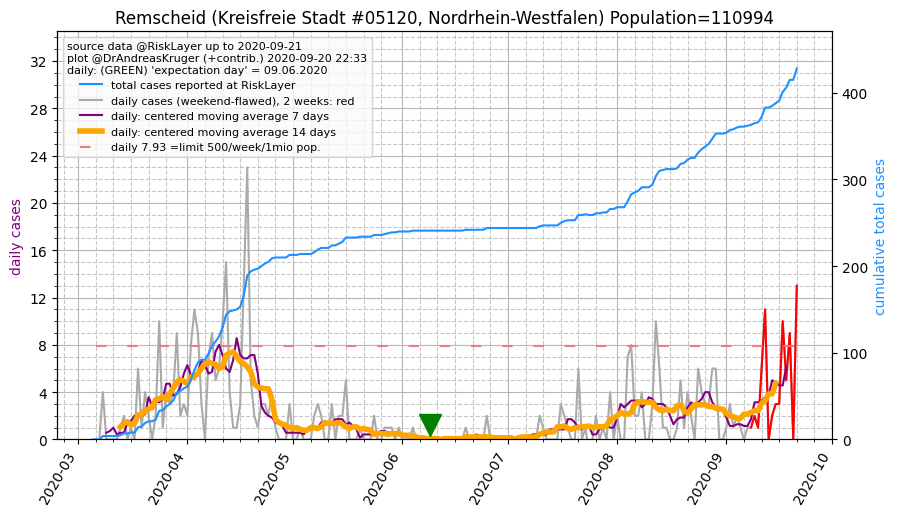 Remscheid (Kreisfreie Stadt #05120, Nordrhein-Westfalen) Population=110994
source data @RiskLayer up to 2020-09-21
plot @DrAndreasKruger (+contrib.) 2020-09-20 22:33
daily: (GREEN) 'expectation day' = 09.06.2020
total cases reported at RiskLayer
daily cases (weekend-flawed), 2 weeks: red
daily: centered moving average 7 days
daily: centered moving average 14 days
daily 7.93 =limit 500/week/1mio pop.
daily cases
32
28
24
20
16
12
8
4
0
cumulative total cases
400
300
200
100
0
2020-03
2020-04
2020-05
2020-06
2020-07
2020-08
2020-09
2020-10